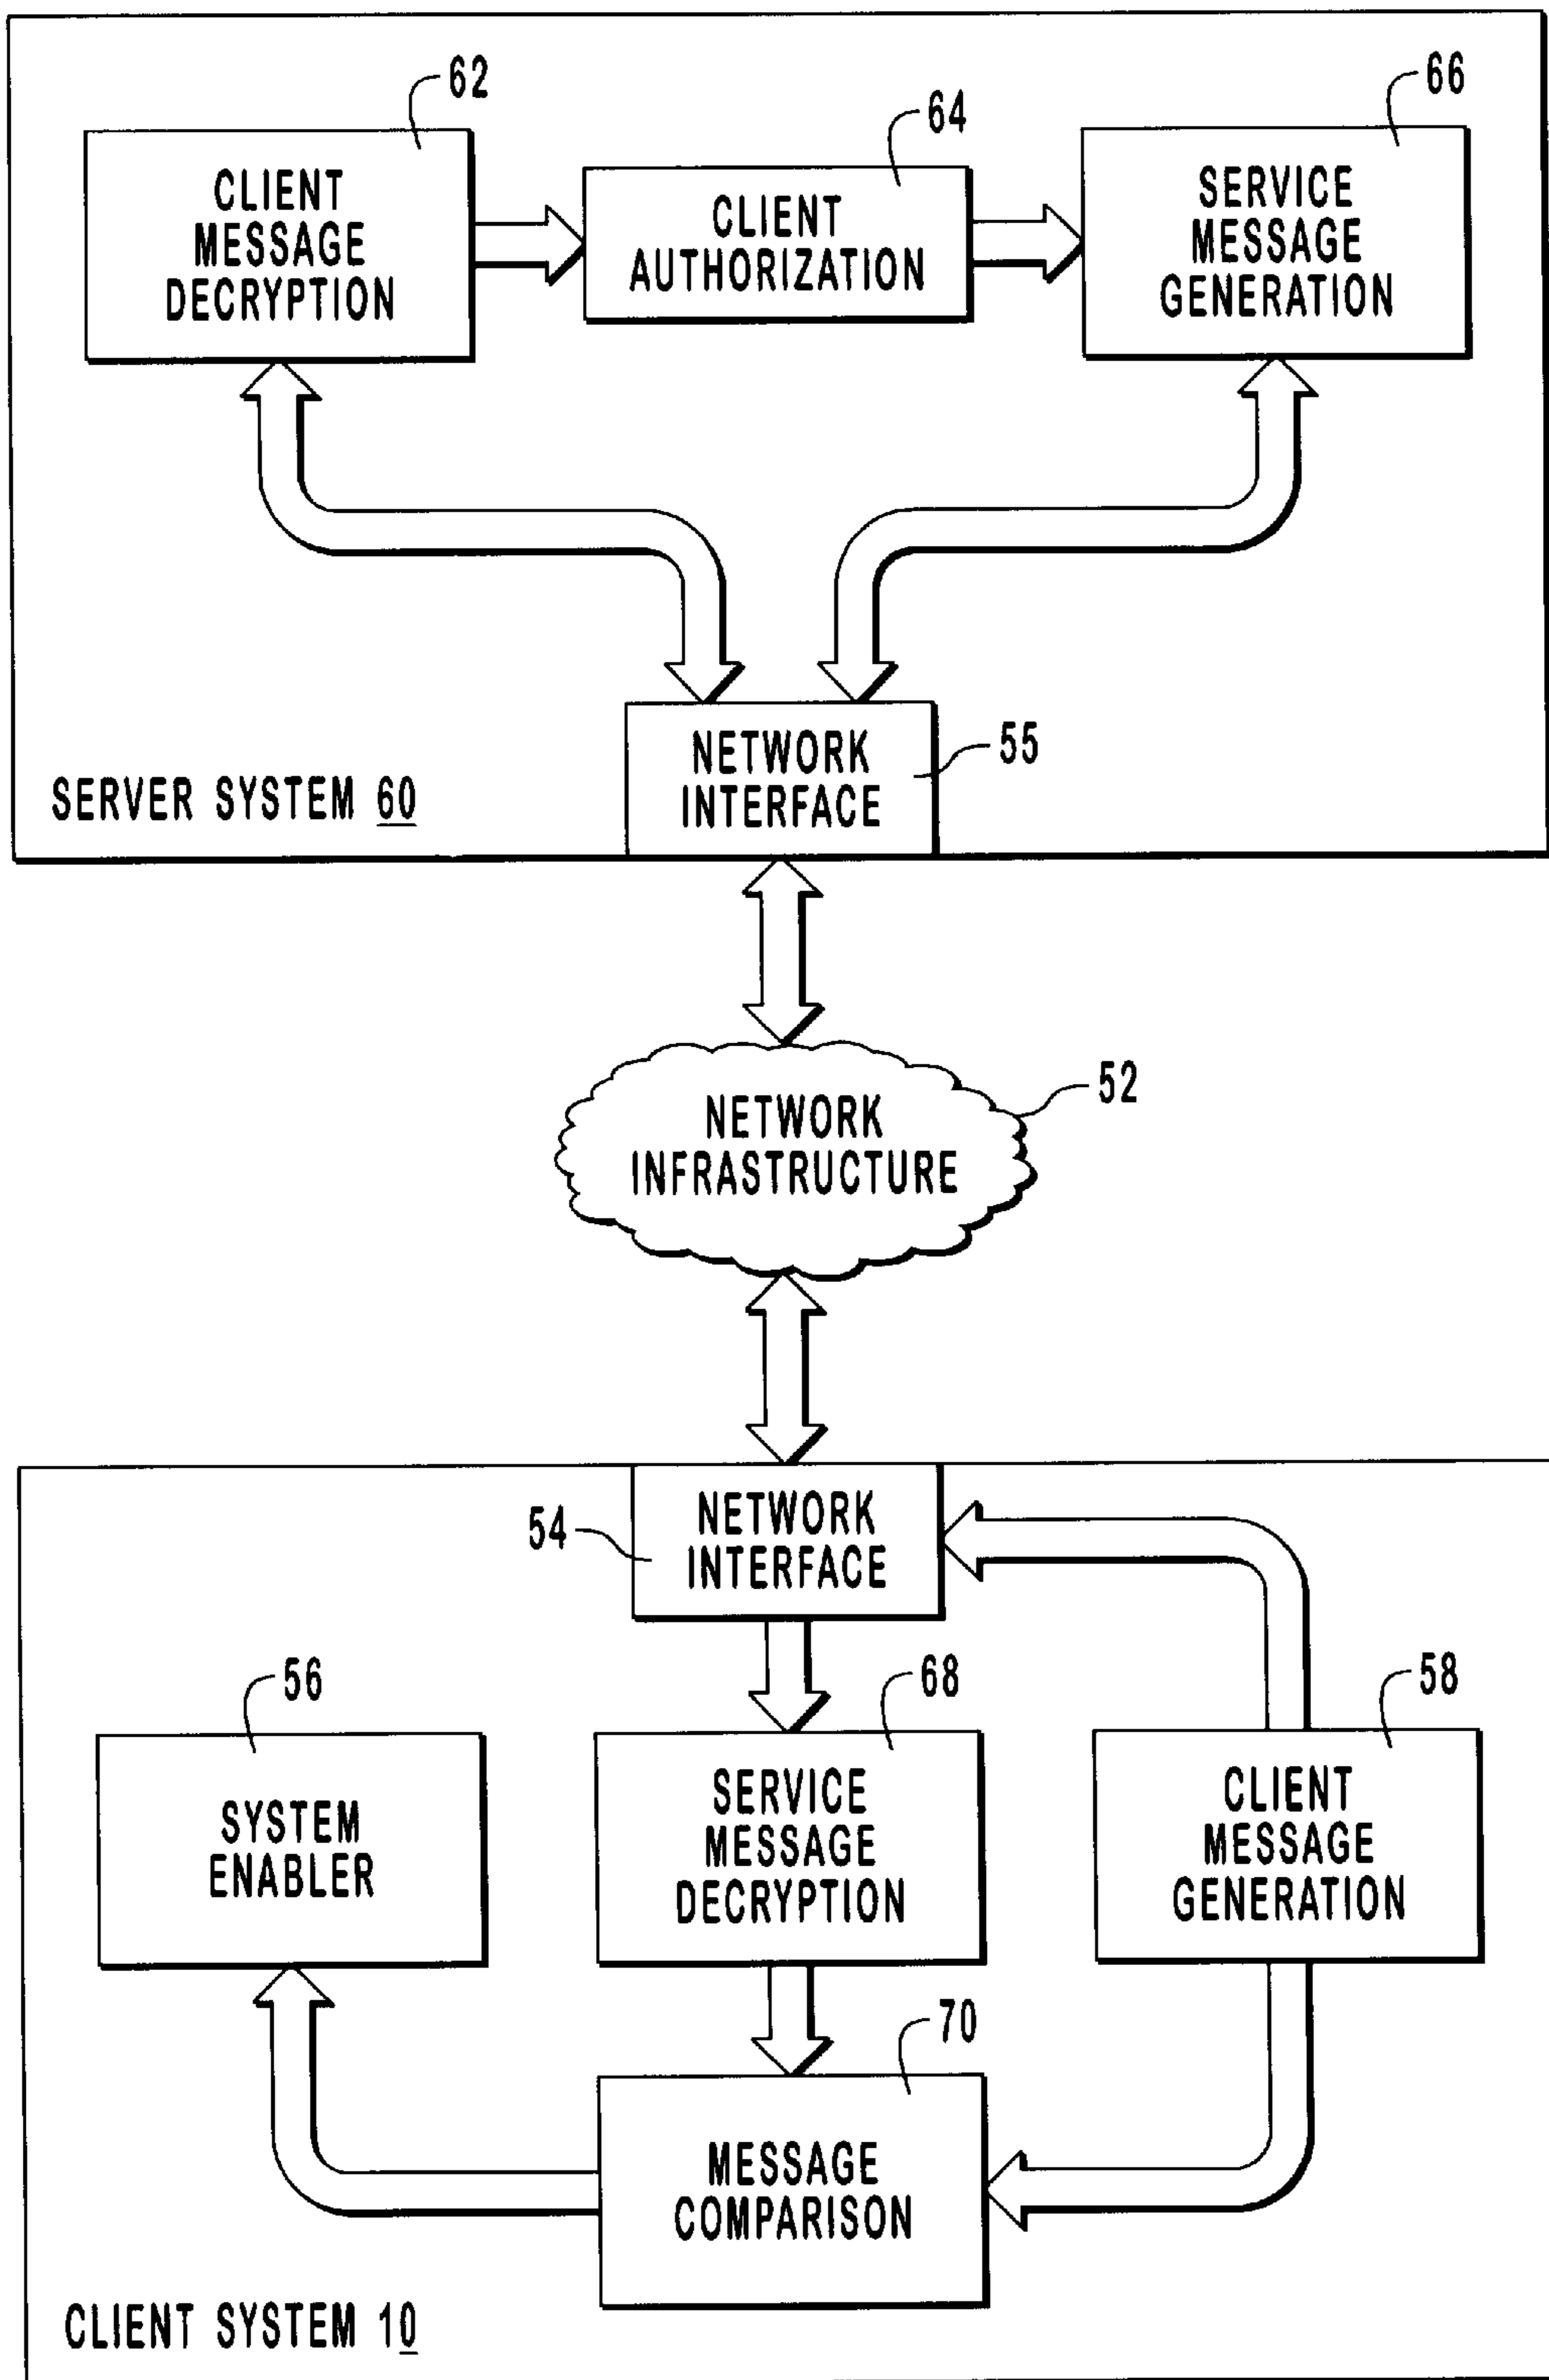 62
CLIENT
MESSAGE
DECRYPTION
64
CLIENT
AUTHORIZATION
66
SERVICE
MESSAGE
GENERATION
NETWORK
INTERFACE
55
SERVER SYSTEM 60
NETWORK
INFRASTRUCTURE
52
NETWORK
INTERFACE
54
56
SYSTEM
ENABLER
68
SERVICE
MESSAGE
DECRYPTION
58
CLIENT
MESSAGE
GENERATION
70
MESSAGE
COMPARISON
CLIENT SYSTEM 10